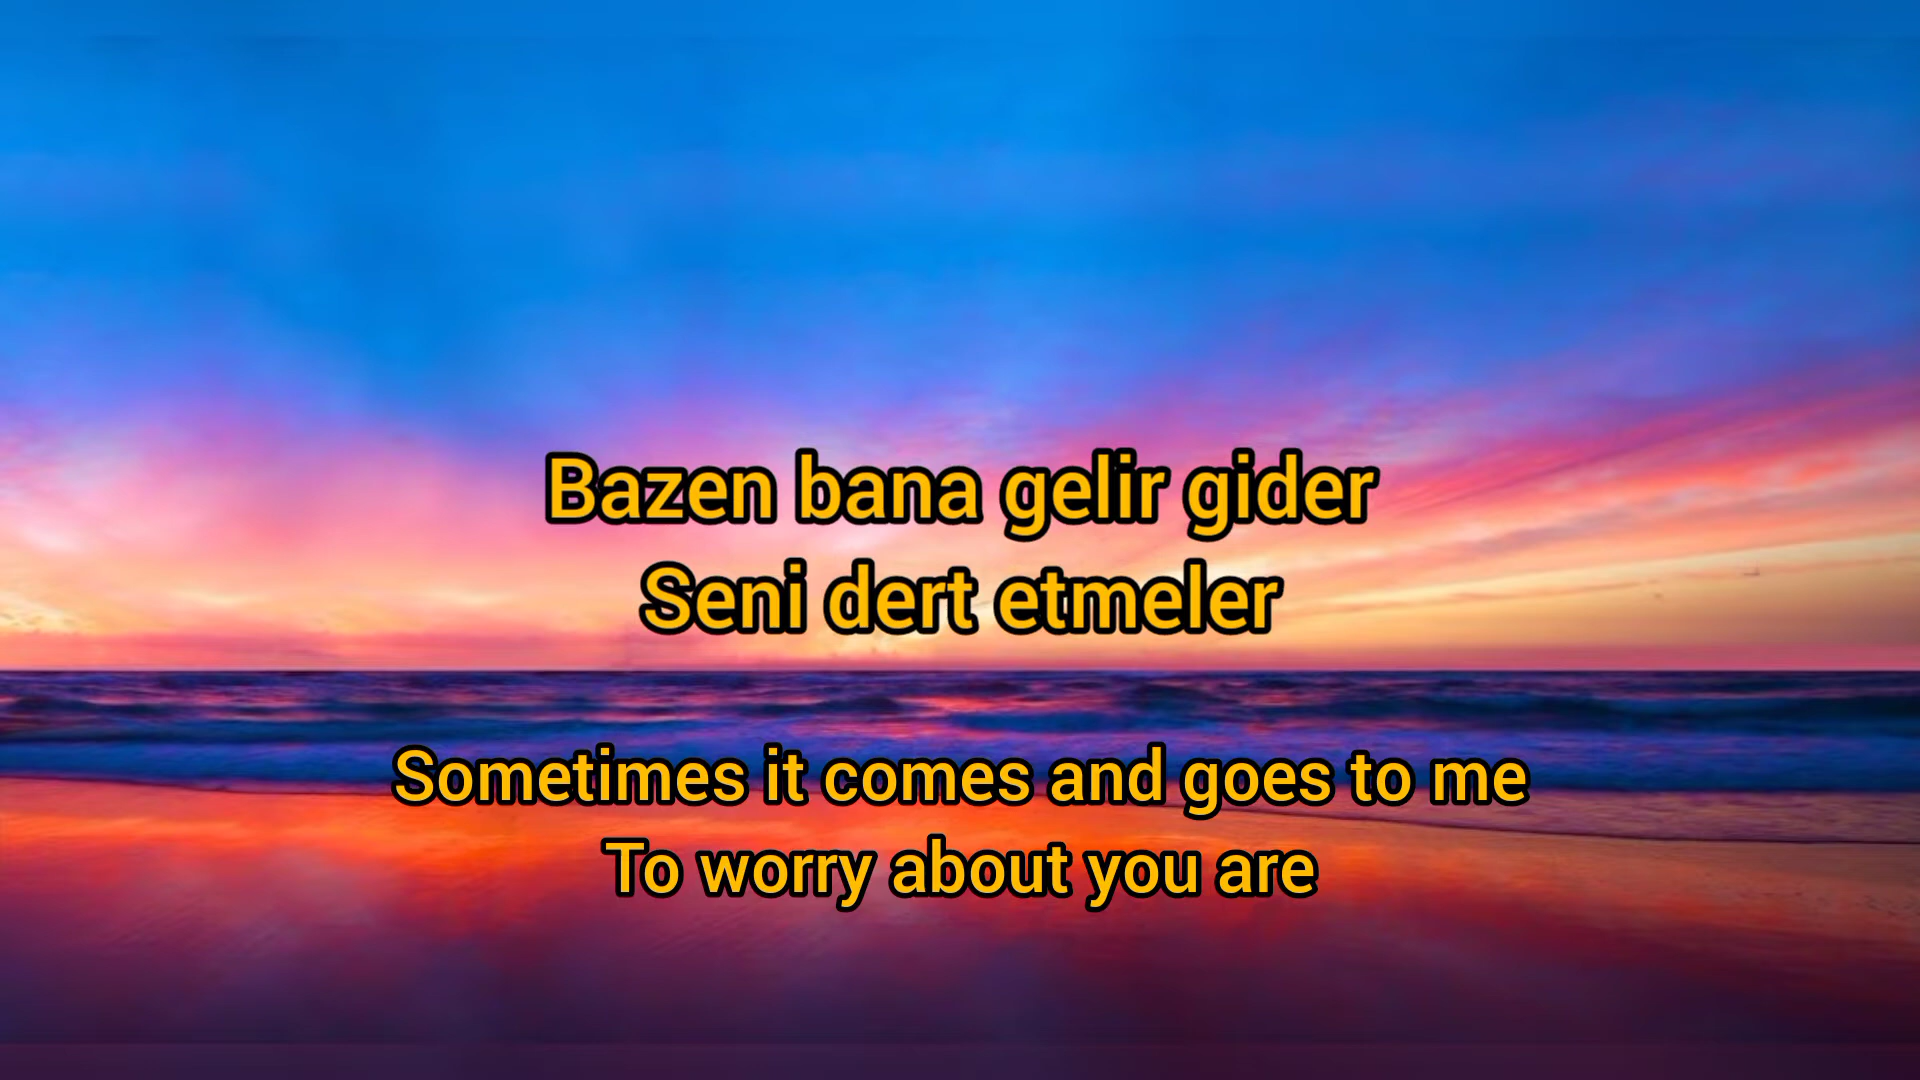 Bazen bana gelir gider
Seni dert etmeler
Sometimes it comes and goes to me
To worry about you are